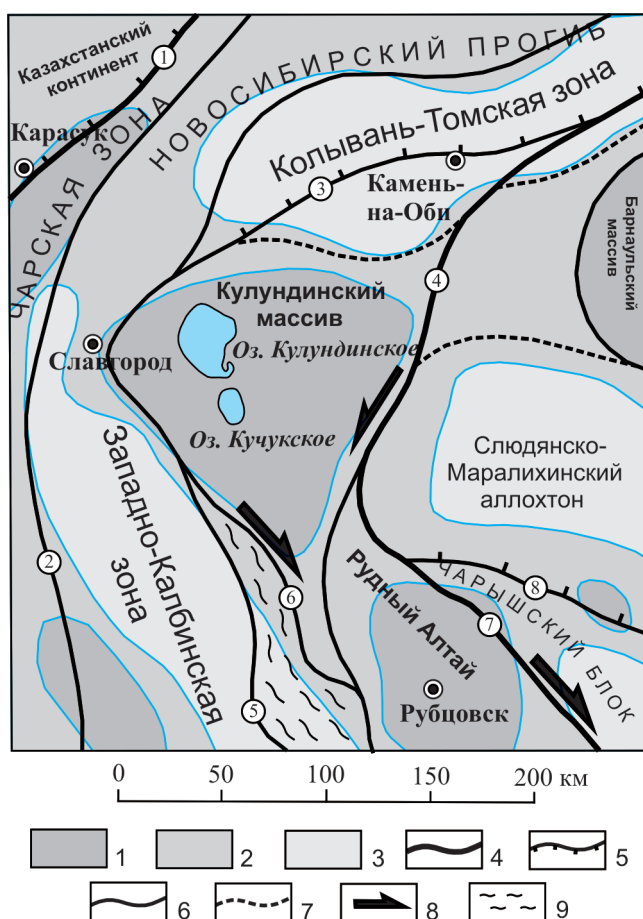 Казахстанский
континент
1
НОВОСИБИРСКИЙ ПРОГИБ
Карасук
ЧАРСКАЯ ЗОНА
Колывань-Томская зона
3
Камень-
на-Оби
Барнаульский
массив
4
Кулундинский
массив
Оз. Кулундинское
Славгород
Оз. Кучукское
Слюдянско-
Маралихинский
аллохтон
Западно-Калбинская
зона
2
6
Рудный Алтай
8
ЧАРЫШСКИЙ БЛОК
7
Рубцовск
5
0 50 100 150 200 км
1 2 3 4 5
6 7 8 9